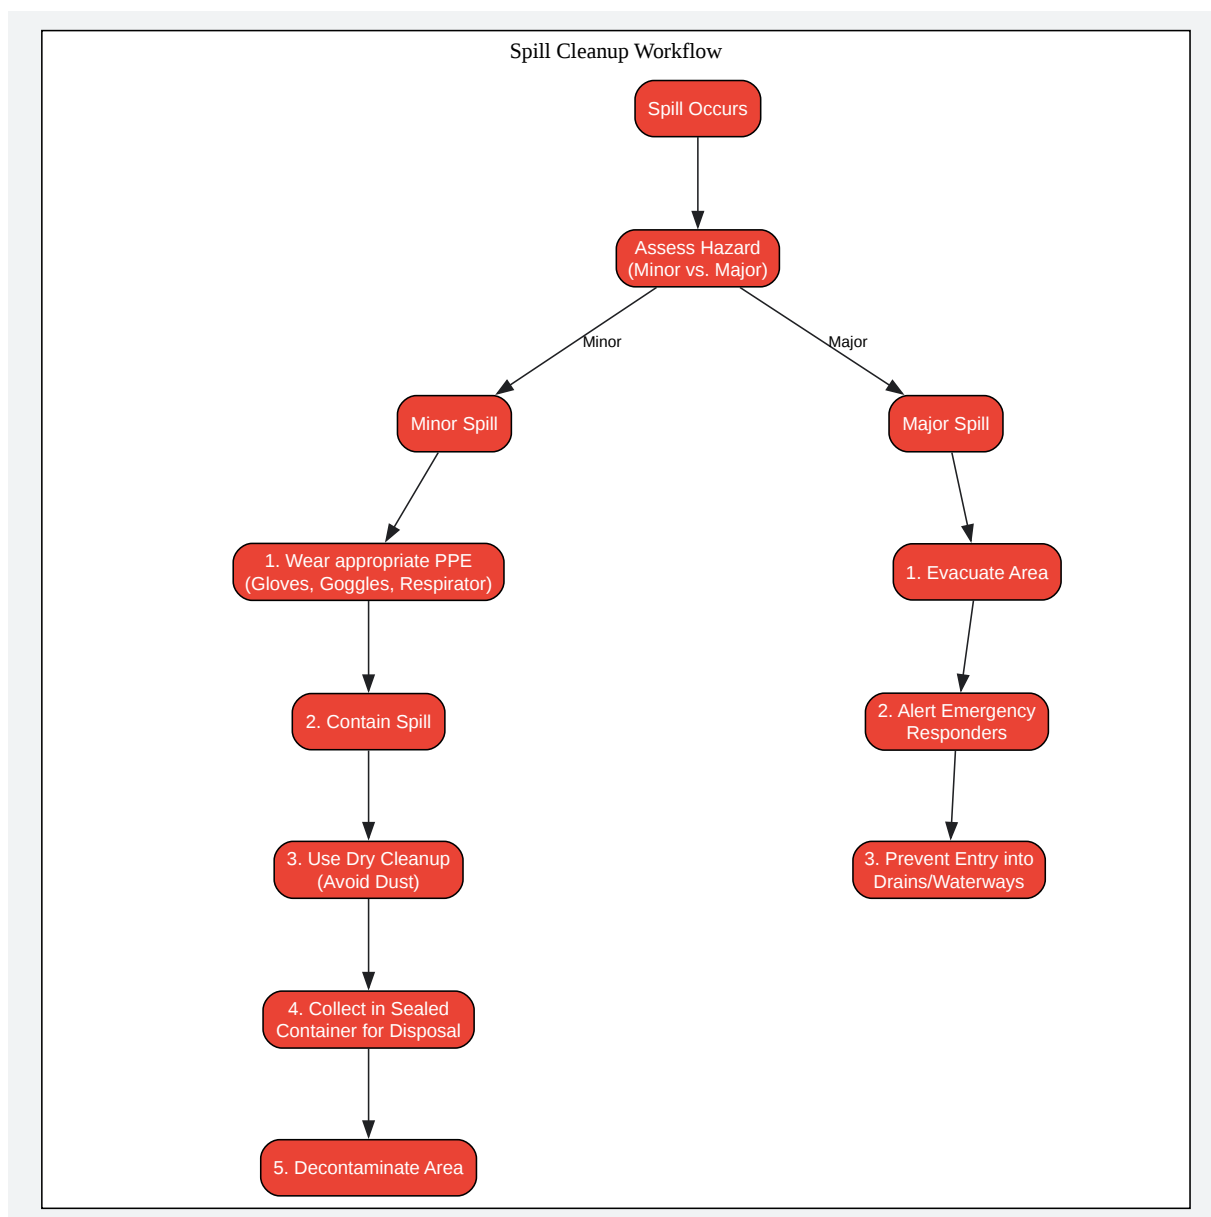 Spill Cleanup Workflow
Spill Occurs
Assess Hazard
(Minor vs. Major)
Minor
Major
Minor Spill
Major Spill
1. Wear appropriate PPE
(Gloves, Goggles, Respirator)
1. Evacuate Area
2. Contain Spill
2. Alert Emergency
Responders
3. Use Dry Cleanup
(Avoid Dust)
3. Prevent Entry into
Drains/Waterways
4. Collect in Sealed
Container for Disposal
5. Decontaminate Area